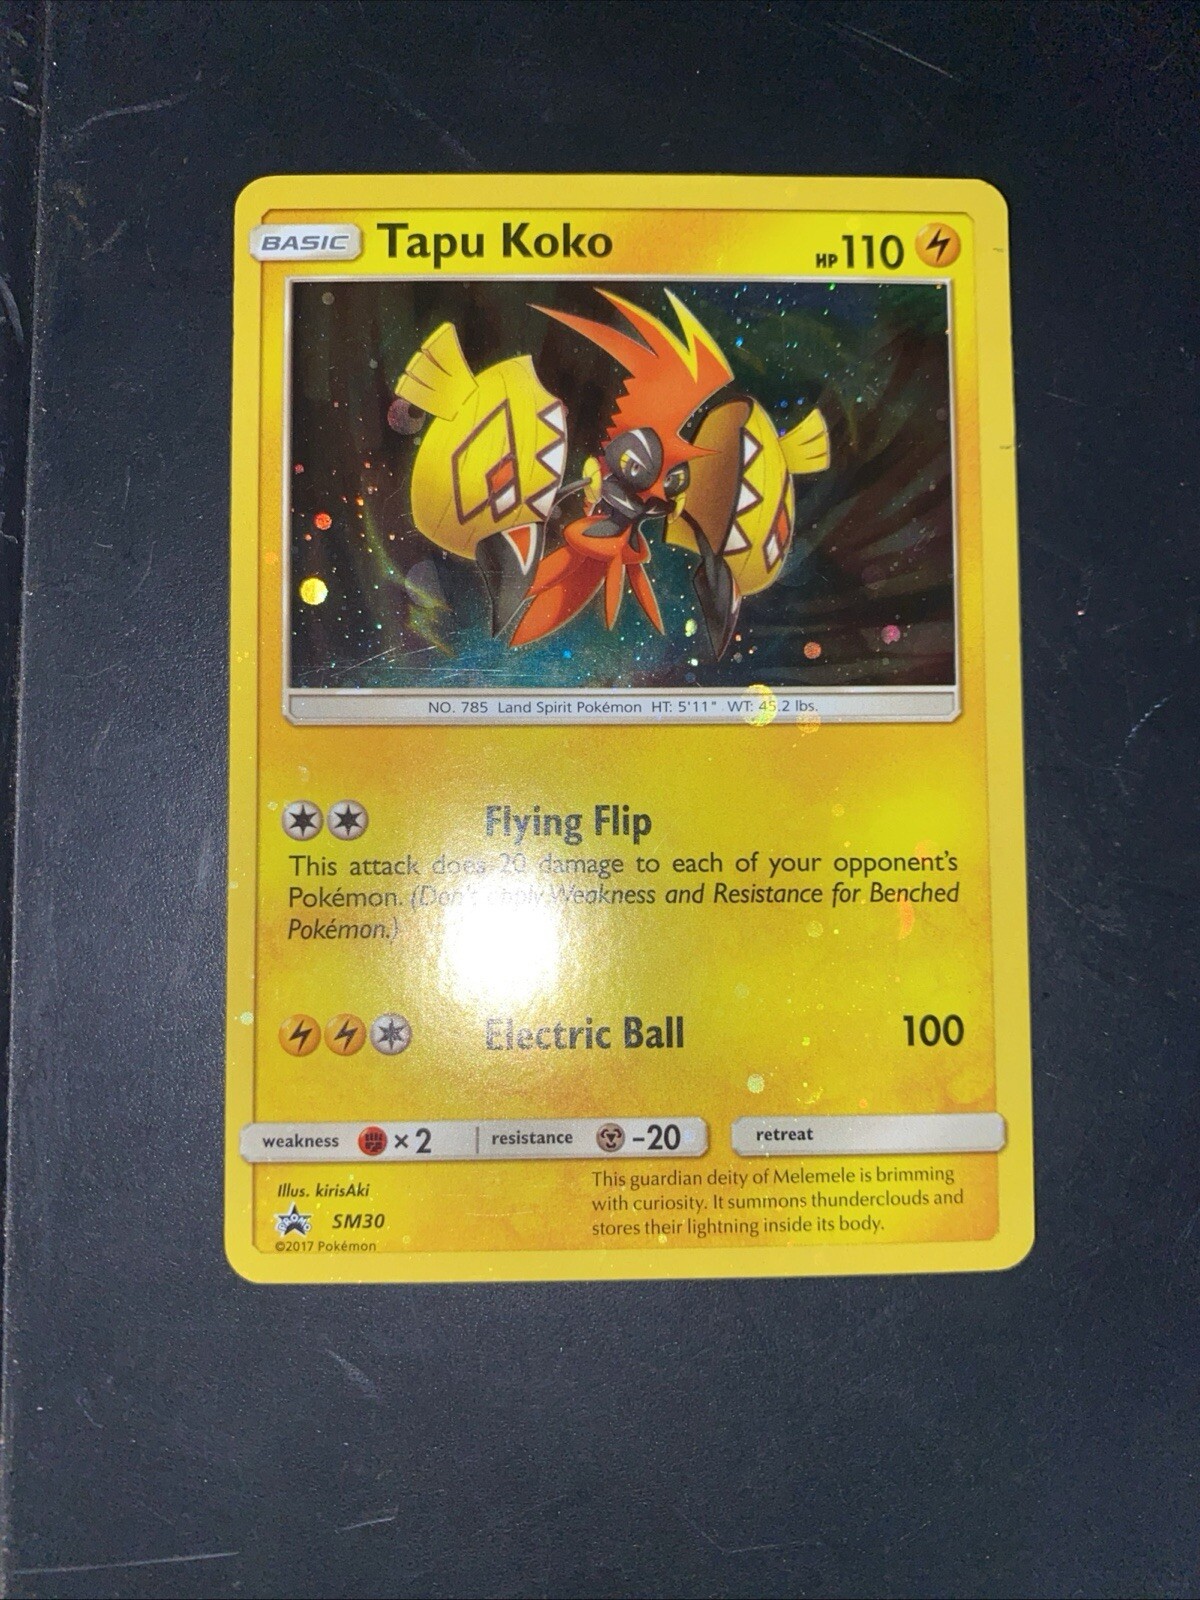 BASIC Tapu Koko HP 110
NO. 785 Land Spirit Pokémon HT: 5'11" WT: 45.2 lbs.
Flying Flip
This attack does 20 damage to each of your opponent's
Pokémon. (Don't apply Weakness and Resistance for Benched
Pokémon.)
Electric Ball 100
weakness ×2 resistance -20 retreat
Illus. kirisAki
PROMO SM30
©2017 Pokémon
This guardian deity of Melemele is brimming
with curiosity. It summons thunderclouds and
stores their lightning inside its body.